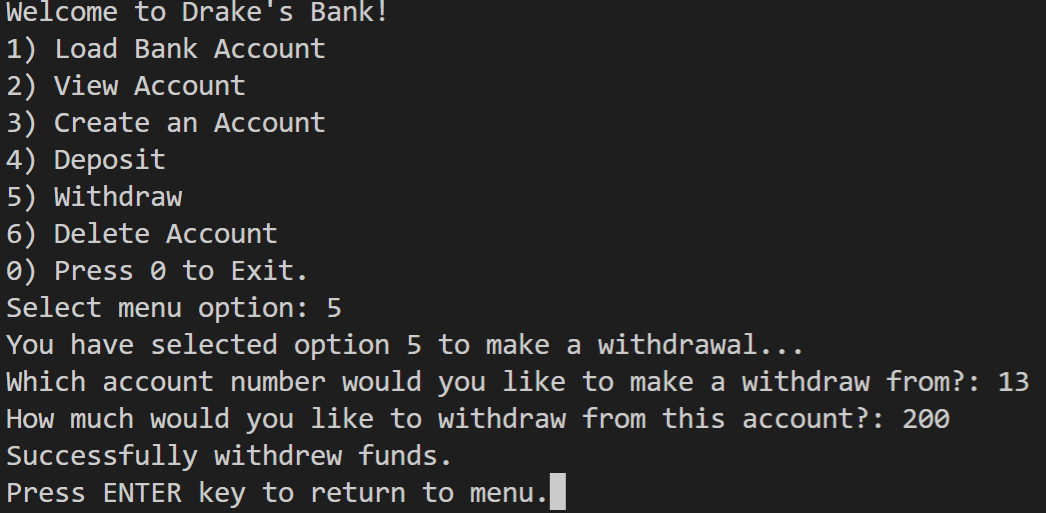 Welcome to Drake's Bank!
1) Load Bank Account
2) View Account
3) Create an Account
4) Deposit
5) Withdraw
6) Delete Account
0) Press 0 to Exit.
Select menu option: 5
You have selected option 5 to make a withdrawal...
Which account number would you like to make a withdraw from?: 13
How much would you like to withdraw from this account?: 200
Successfully withdrew funds.
Press ENTER key to return to menu.